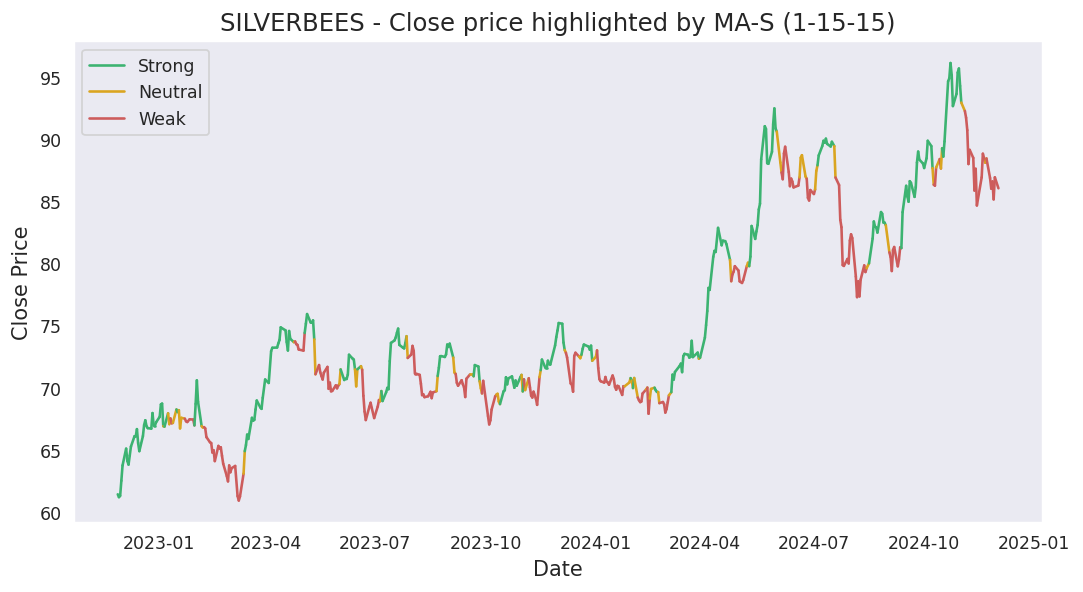 SILVERBEES - Close price highlighted by MA-S (1-15-15)
Strong
Neutral
Weak
Close Price
95
90
85
80
75
70
65
60
2023-01 2023-04 2023-07 2023-10 2024-01 2024-04 2024-07 2024-10 2025-01
Date